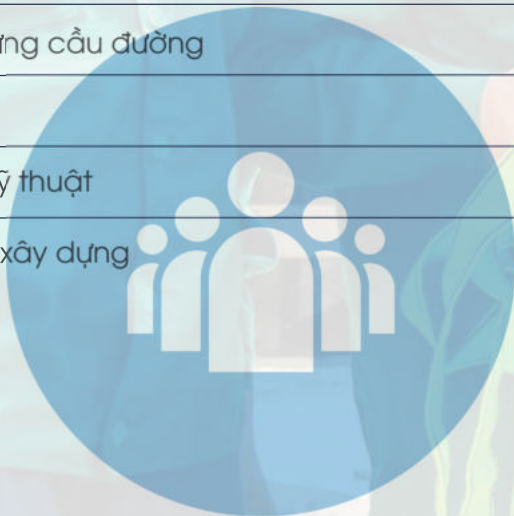 ng cầu đường
ỹ thuật
xây dựng